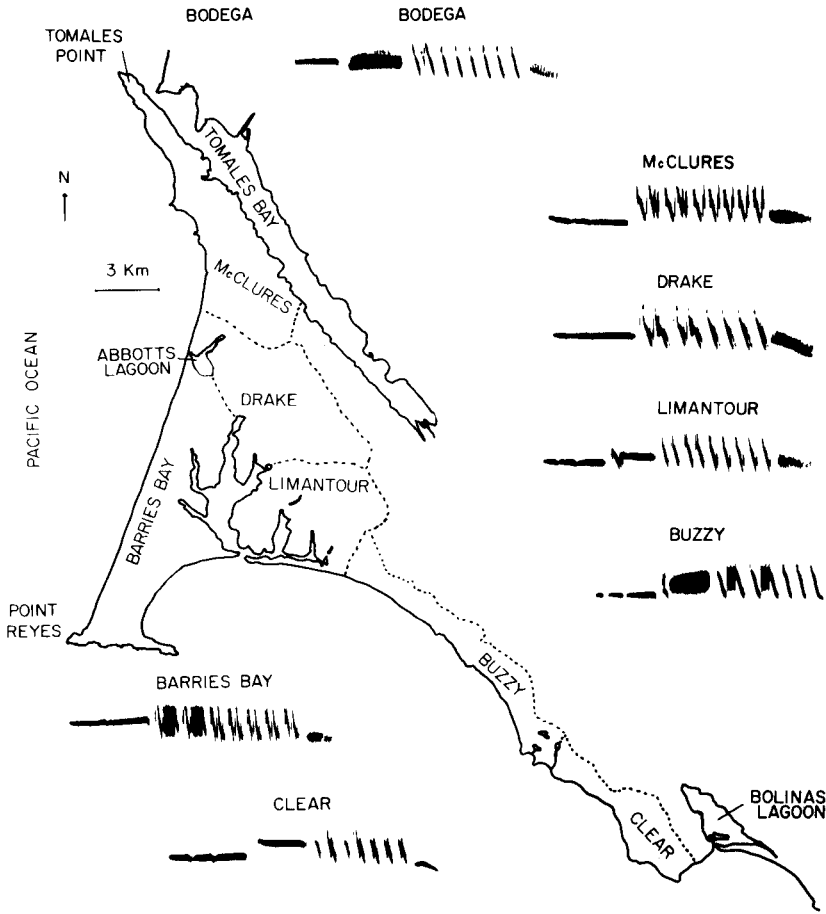 BODEGA
BODEGA
TOMALES
POINT
TOMALES BAY
McCLURES
N
3 Km
McCLURES
DRAKE
PACIFIC OCEAN
ABBOTTS
LAGOON
DRAKE
LIMANTOUR
BARRIES BAY
LIMANTOUR
BUZZY
POINT
REYES
BUZZY
BARRIES BAY
CLEAR
CLEAR
BOLINAS
LAGOON